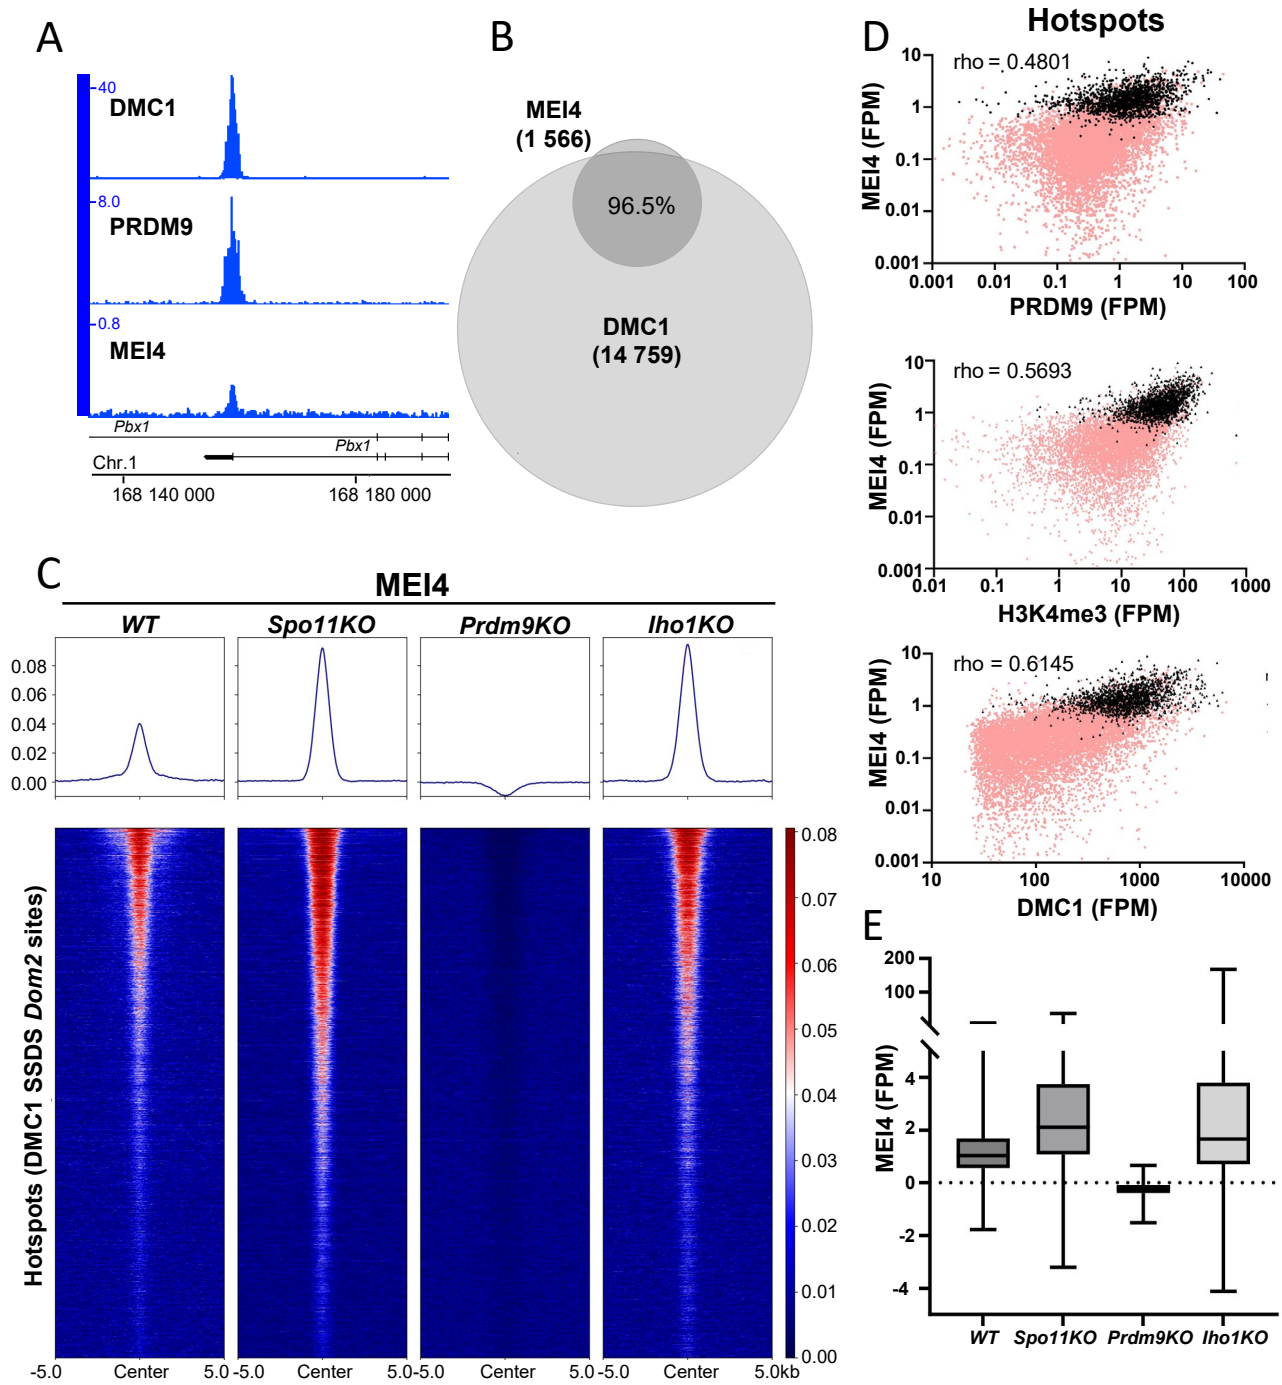 A
40
DMC1
8.0
PRDM9
0.8
MEI4
Pbx1
Pbx1
Chr.1
168 140 000
168 180 000
B
MEI4
(1 566)
96.5%
DMC1
(14 759)
C
MEI4
WT
Spo11KO
Prdm9KO
Iho1KO
0.08
0.06
0.04
0.02
0.00
Hotspots (DMC1 SSDS Dom2 sites)
0.08
0.07
0.06
0.05
0.04
0.03
0.02
0.01
0.00
-5.0 Center 5.0
-5.0 Center 5.0
-5.0 Center 5.0
-5.0 Center 5.0kb
D
Hotspots
rho = 0.4801
MEI4 (FPM)
10
1
0.1
0.01
0.001
0.001 0.01 0.1 1 10 100
PRDM9 (FPM)
rho = 0.5693
MEI4 (FPM)
10
1
0.1
0.01
0.001
0.01 0.1 1 10 100 1000
H3K4me3 (FPM)
rho = 0.6145
MEI4 (FPM)
10
1
0.1
0.01
0.001
10 100 1000 10000
DMC1 (FPM)
E
MEI4 (FPM)
200
100
4
2
0
-2
-4
WT
Spo11KO
Prdm9KO
Iho1KO